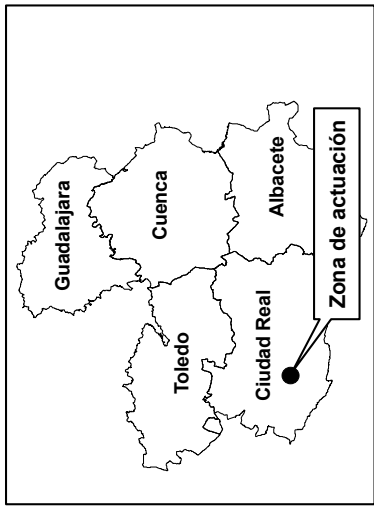 Guadalajara
Cuenca
Toledo
Albacete
Ciudad Real
Zona de actuación